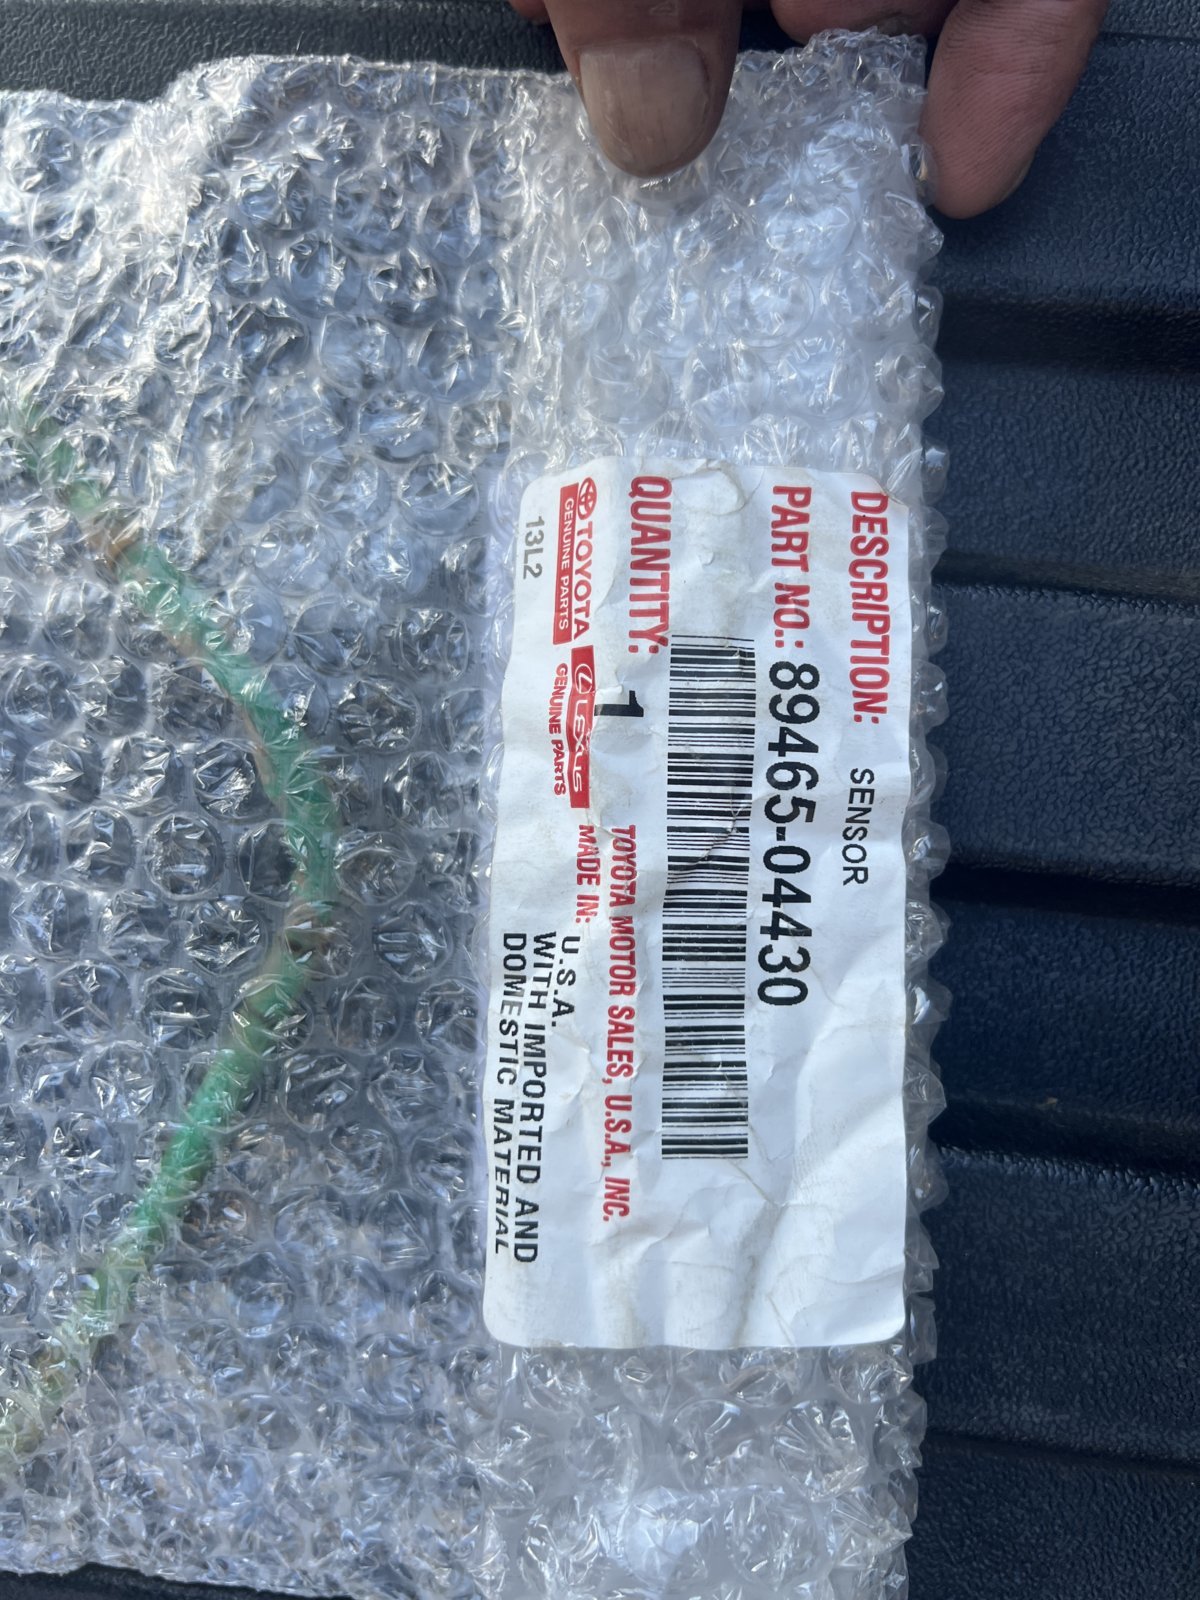 DESCRIPTION: SENSOR
PART NO.: 89465-04430
QUANTITY: 1
TOYOTA MOTOR SALES, U.S.A., INC.
TOYOTA
GENUINE PARTS
LEXUS
GENUINE PARTS
MADE IN: U.S.A.
WITH IMPORTED AND
DOMESTIC MATERIAL
13L2